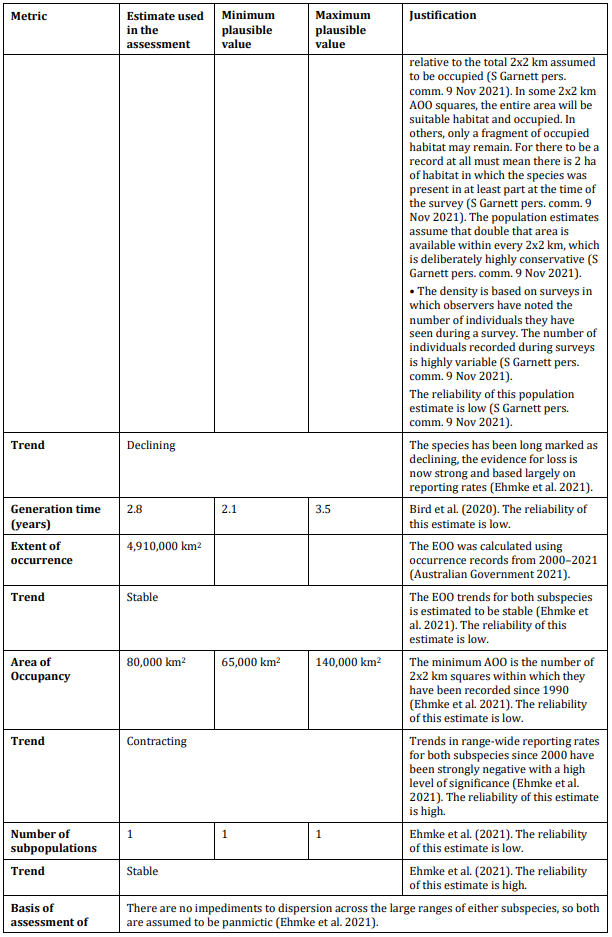 Metric
Estimate used
in the
assessment
Minimum
plausible
value
Maximum
plausible
value
Justification
relative to the total 2x2 km assumed
to be occupied (S Garnett pers.
comm. 9 Nov 2021). In some 2x2 km
AOO squares, the entire area will be
suitable habitat and occupied. In
others, only a fragment of occupied
habitat may remain. For there to be a
record at all must mean there is 2 ha
of habitat in which the species was
present in at least part at the time of
the survey (S Garnett pers. comm. 9
Nov 2021). The population estimates
assume that double that area is
available within every 2x2 km, which
is deliberately highly conservative (S
Garnett pers. comm. 9 Nov 2021).
• The density is based on surveys in
which observers have noted the
number of individuals they have
seen during a survey. The number of
individuals recorded during surveys
is highly variable (S Garnett pers.
comm. 9 Nov 2021).
The reliability of this population
estimate is low (S Garnett pers.
comm. 9 Nov 2021).
Trend
Declining
The species has been long marked as
declining, the evidence for loss is
now strong and based largely on
reporting rates (Ehmke et al. 2021).
Generation time
(years)
2.8
2.1
3.5
Bird et al. (2020). The reliability of
this estimate is low.
Extent of
occurrence
4,910,000 km²
The EOO was calculated using
occurrence records from 2000–2021
(Australian Government 2021).
Trend
Stable
The EOO trends for both subspecies
is estimated to be stable (Ehmke et
al. 2021). The reliability of this
estimate is low.
Area of
Occupancy
80,000 km²
65,000 km²
140,000 km²
The minimum AOO is the number of
2x2 km squares within which they
have been recorded since 1990
(Ehmke et al. 2021). The reliability
of this estimate is low.
Trend
Contracting
Trends in range-wide reporting rates
for both subspecies since 2000 have
been strongly negative with a high
level of significance (Ehmke et al.
2021). The reliability of this estimate
is high.
Number of
subpopulations
1
1
1
Ehmke et al. (2021). The reliability
of this estimate is low.
Trend
Stable
Ehmke et al. (2021). The reliability
of this estimate is high.
Basis of
assessment of
There are no impediments to dispersion across the large ranges of either subspecies, so both
are assumed to be panmictic (Ehmke et al. 2021).